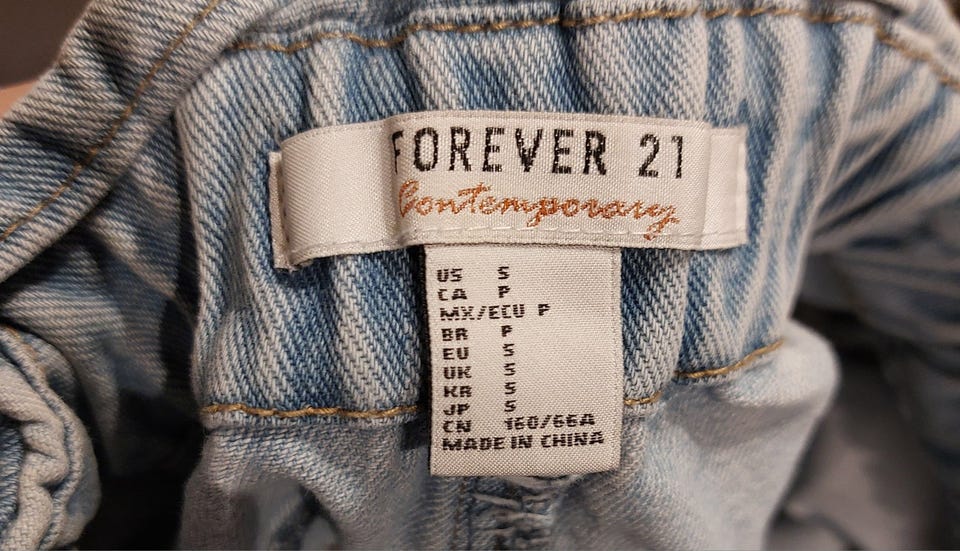 FOREVER 21
Contemporary
US S
CA P
MX/ECU P
BR P
EU S
UK S
KR S
JP S
CN 160/66A
MADE IN CHINA